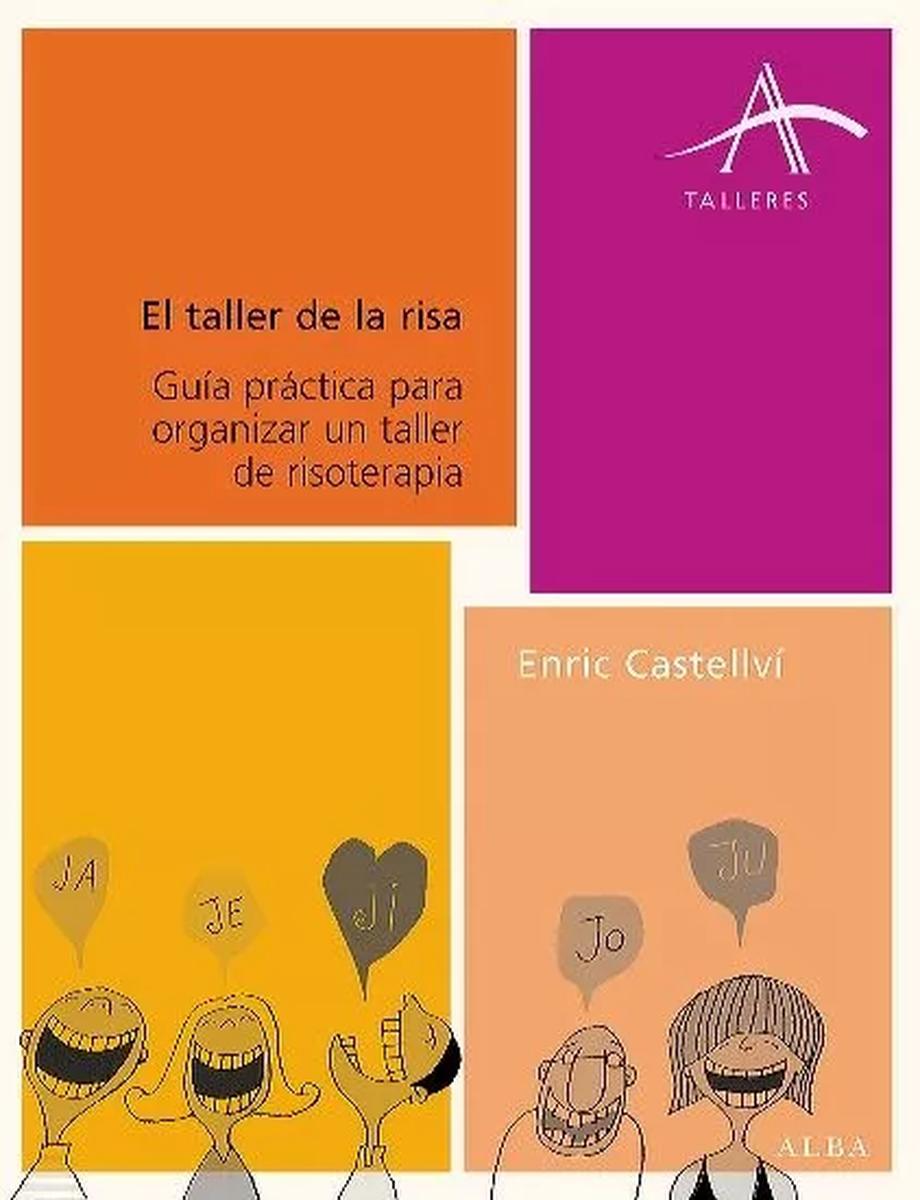 A
TALLERES
El taller de la risa
Guía práctica para
organizar un taller
de risoterapia
Enric Castellví
JA
JE
Ji
Jo
JU
ALBA